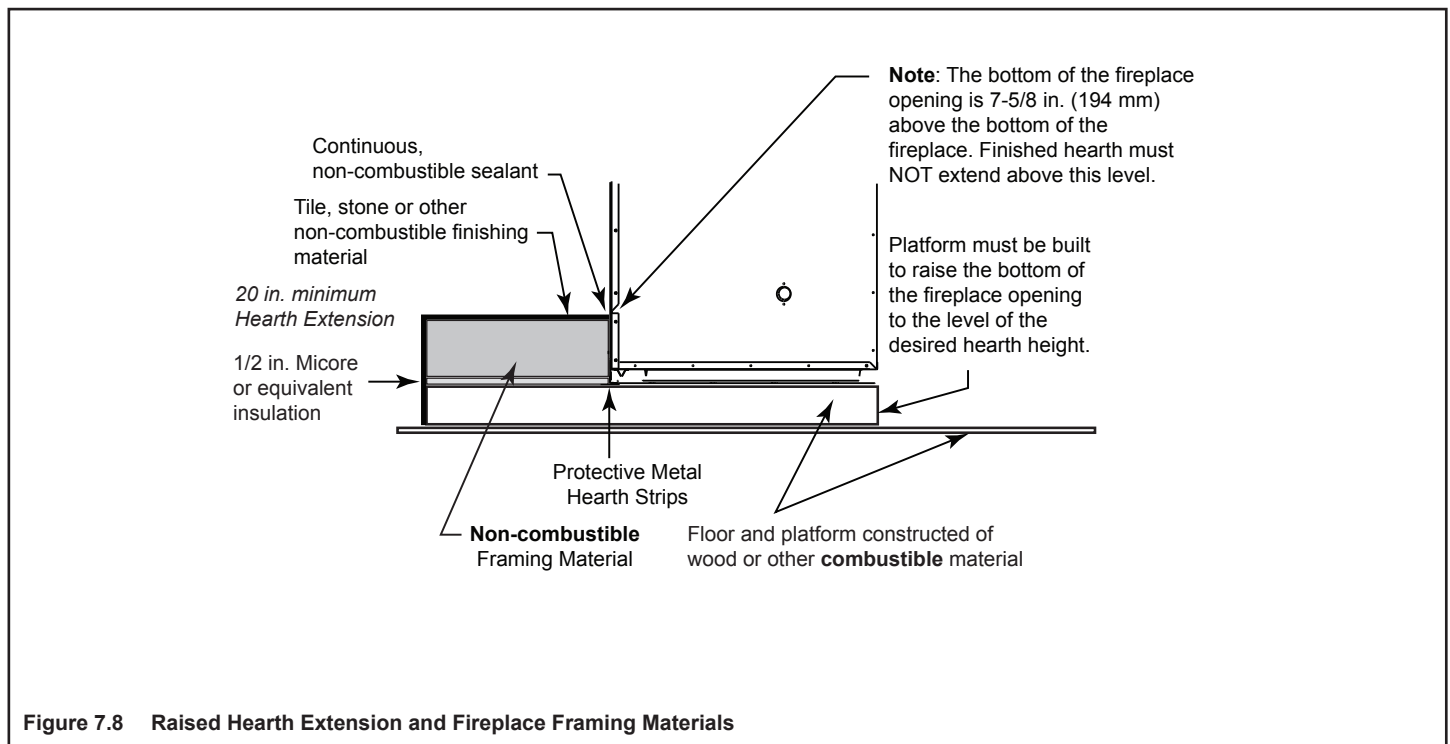 Note: The bottom of the fireplace
opening is 7-5/8 in. (194 mm)
above the bottom of the
fireplace. Finished hearth must
NOT extend above this level.
Continuous,
non-combustible sealant
Tile, stone or other
non-combustible finishing
material
20 in. minimum
Hearth Extension
1/2 in. Micore
or equivalent
insulation
Platform must be built
to raise the bottom of
the fireplace opening
to the level of the
desired hearth height.
Protective Metal
Hearth Strips
Non-combustible
Framing Material
Floor and platform constructed of
wood or other combustible material
Figure 7.8 Raised Hearth Extension and Fireplace Framing Materials